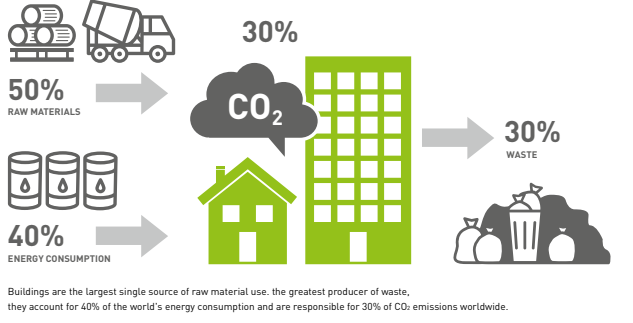 30%
50%
RAW MATERIALS
CO₂
30%
WASTE
40%
ENERGY CONSUMPTION
Buildings are the largest single source of raw material use. the greatest producer of waste,
they account for 40% of the world's energy consumption and are responsible for 30% of CO₂ emissions worldwide.